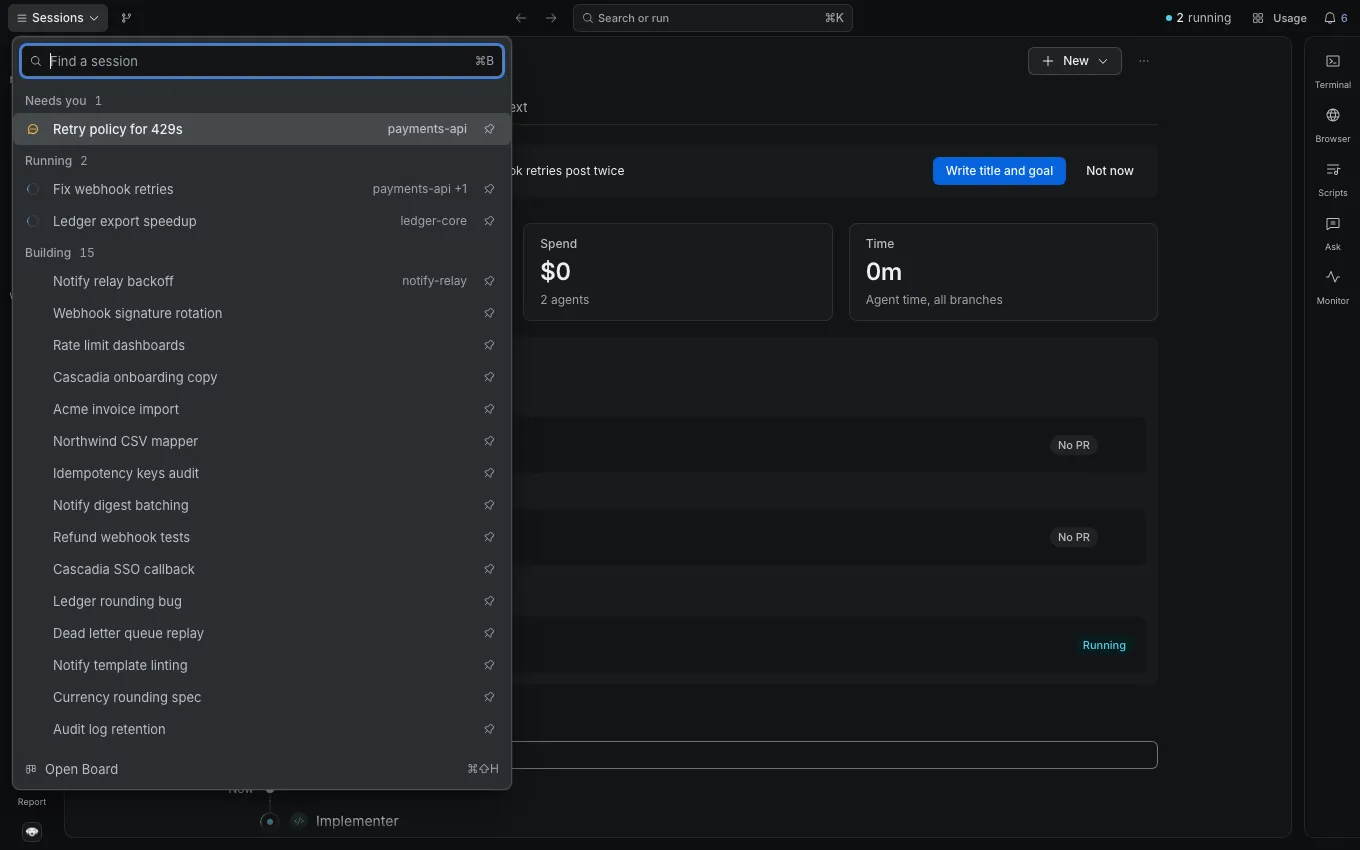 Sessions
Search or run ⌘K
2 running
Usage
6
Find a session ⌘B
Needs you 1
Retry policy for 429s payments-api
Running 2
Fix webhook retries payments-api +1
Ledger export speedup ledger-core
Building 15
Notify relay backoff notify-relay
Webhook signature rotation
Rate limit dashboards
Cascadia onboarding copy
Acme invoice import
Northwind CSV mapper
Idempotency keys audit
Notify digest batching
Refund webhook tests
Cascadia SSO callback
Ledger rounding bug
Dead letter queue replay
Notify template linting
Currency rounding spec
Audit log retention
Open Board ⌘⇧H
New
ext
ok retries post twice
Write title and goal
Not now
Spend
$0
2 agents
Time
0m
Agent time, all branches
No PR
No PR
Running
Now
Implementer
Report
Terminal
Browser
Scripts
Ask
Monitor